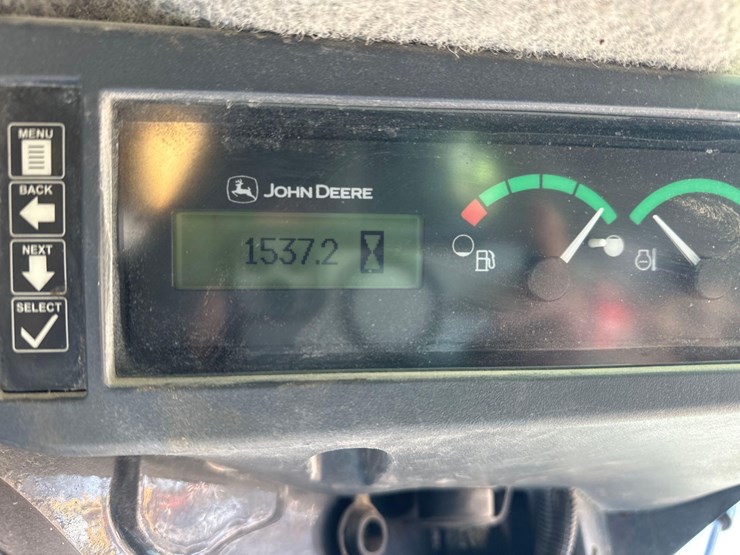 MENU
BACK
NEXT
SELECT
JOHN DEERE
1537.2